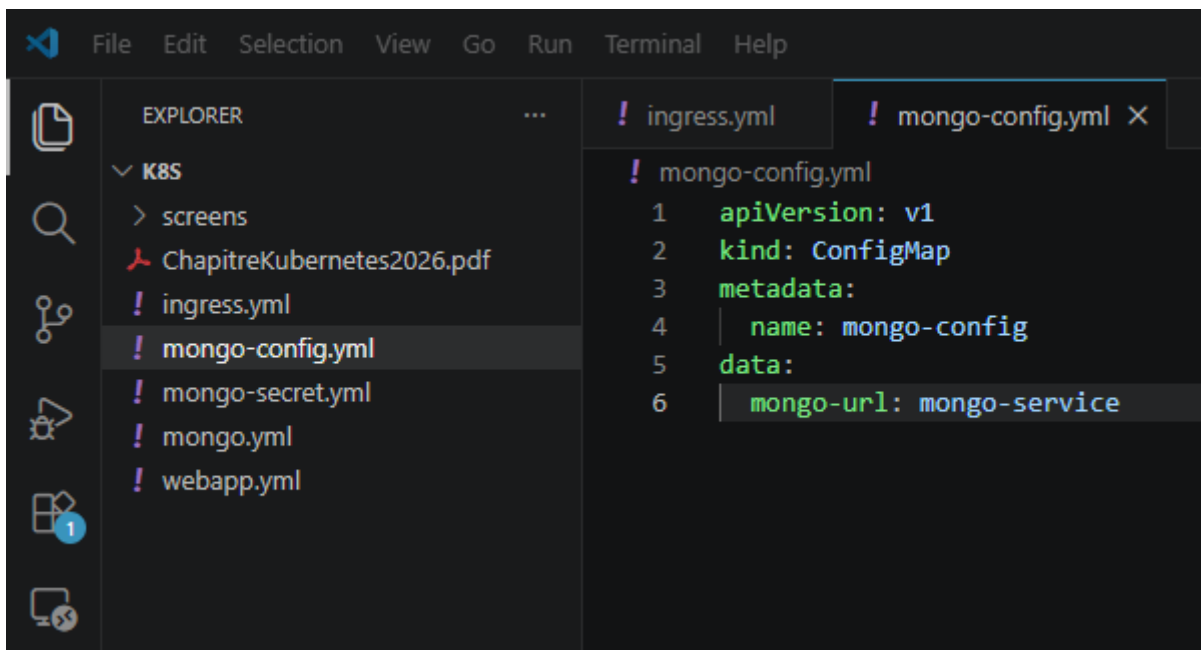 File Edit Selection View Go Run Terminal Help
EXPLORER ...
K8S
screens
ChapitreKubernetes2026.pdf
! ingress.yml
! mongo-config.yml
! mongo-secret.yml
! mongo.yml
! webapp.yml
1
! ingress.yml ! mongo-config.yml
! mongo-config.yml
1 apiVersion: v1
2 kind: ConfigMap
3 metadata:
4 name: mongo-config
5 data:
6 mongo-url: mongo-service